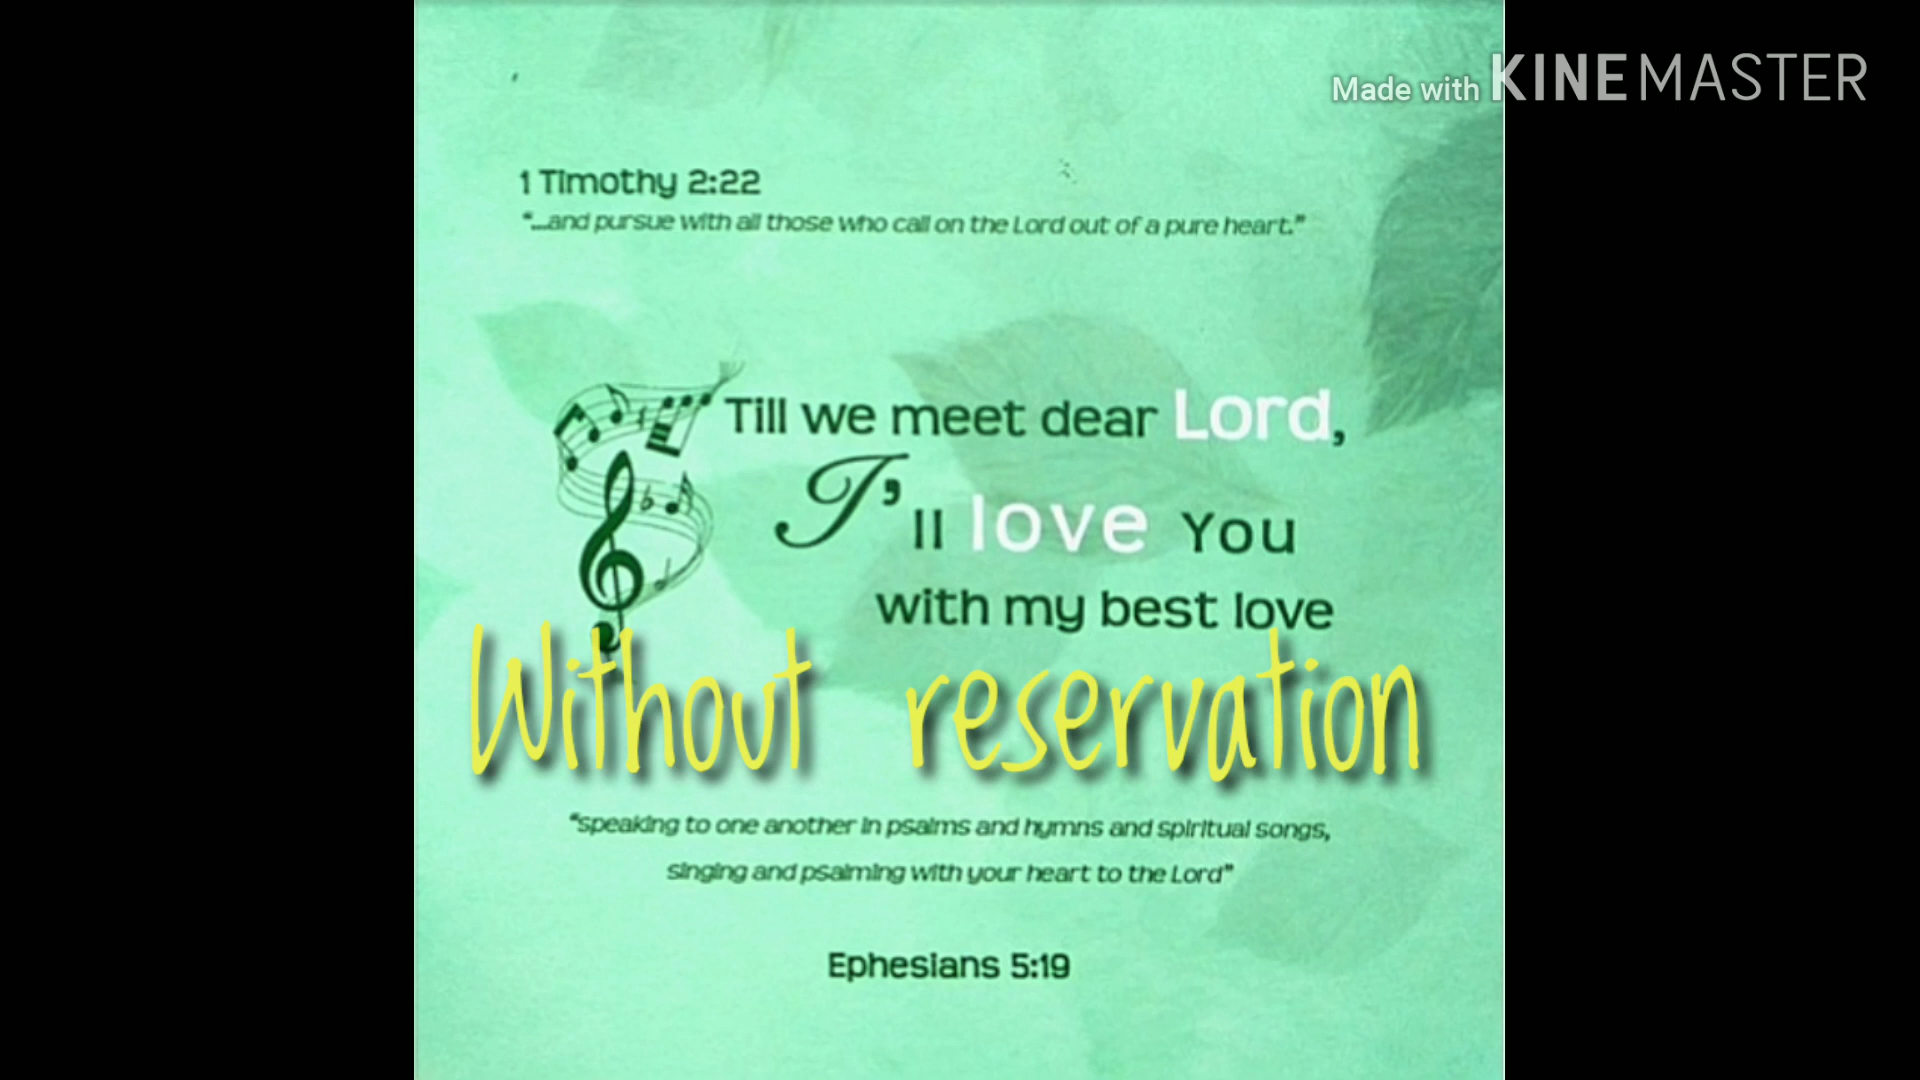 Made with KINEMASTER
1 Timothy 2:22
“...and pursue with all those who call on the Lord out of a pure heart.”
Till we meet dear Lord,
I’ll love You
with my best love
Without reservation
“speaking to one another in psalms and hymns and spiritual songs,
singing and psalming with your heart to the Lord”
Ephesians 5:19